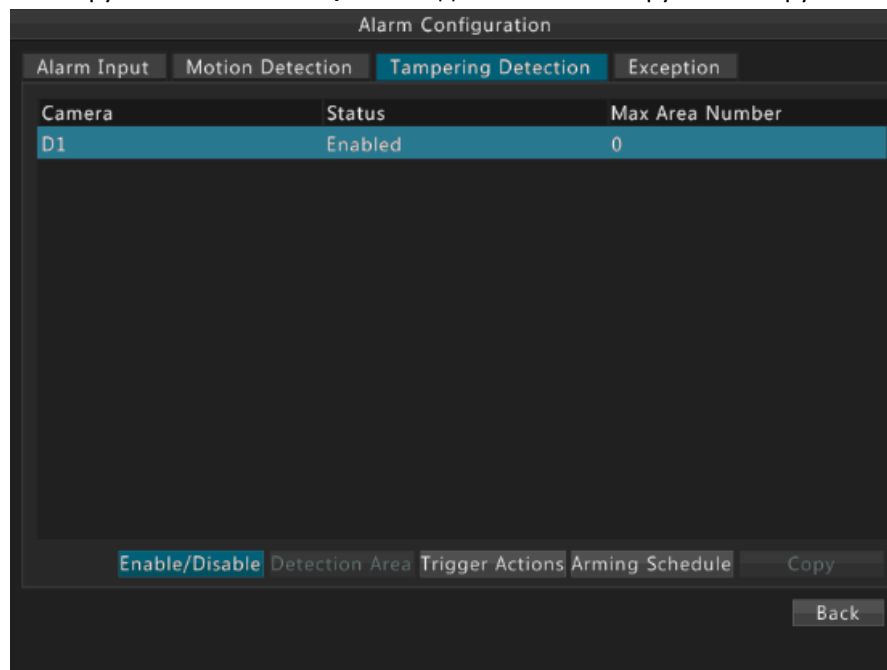 Alarm Configuration
Alarm Input Motion Detection Tampering Detection Exception
Camera Status Max Area Number
D1 Enabled 0
Enable/Disable Detection Area Trigger Actions Arming Schedule Copy
Back